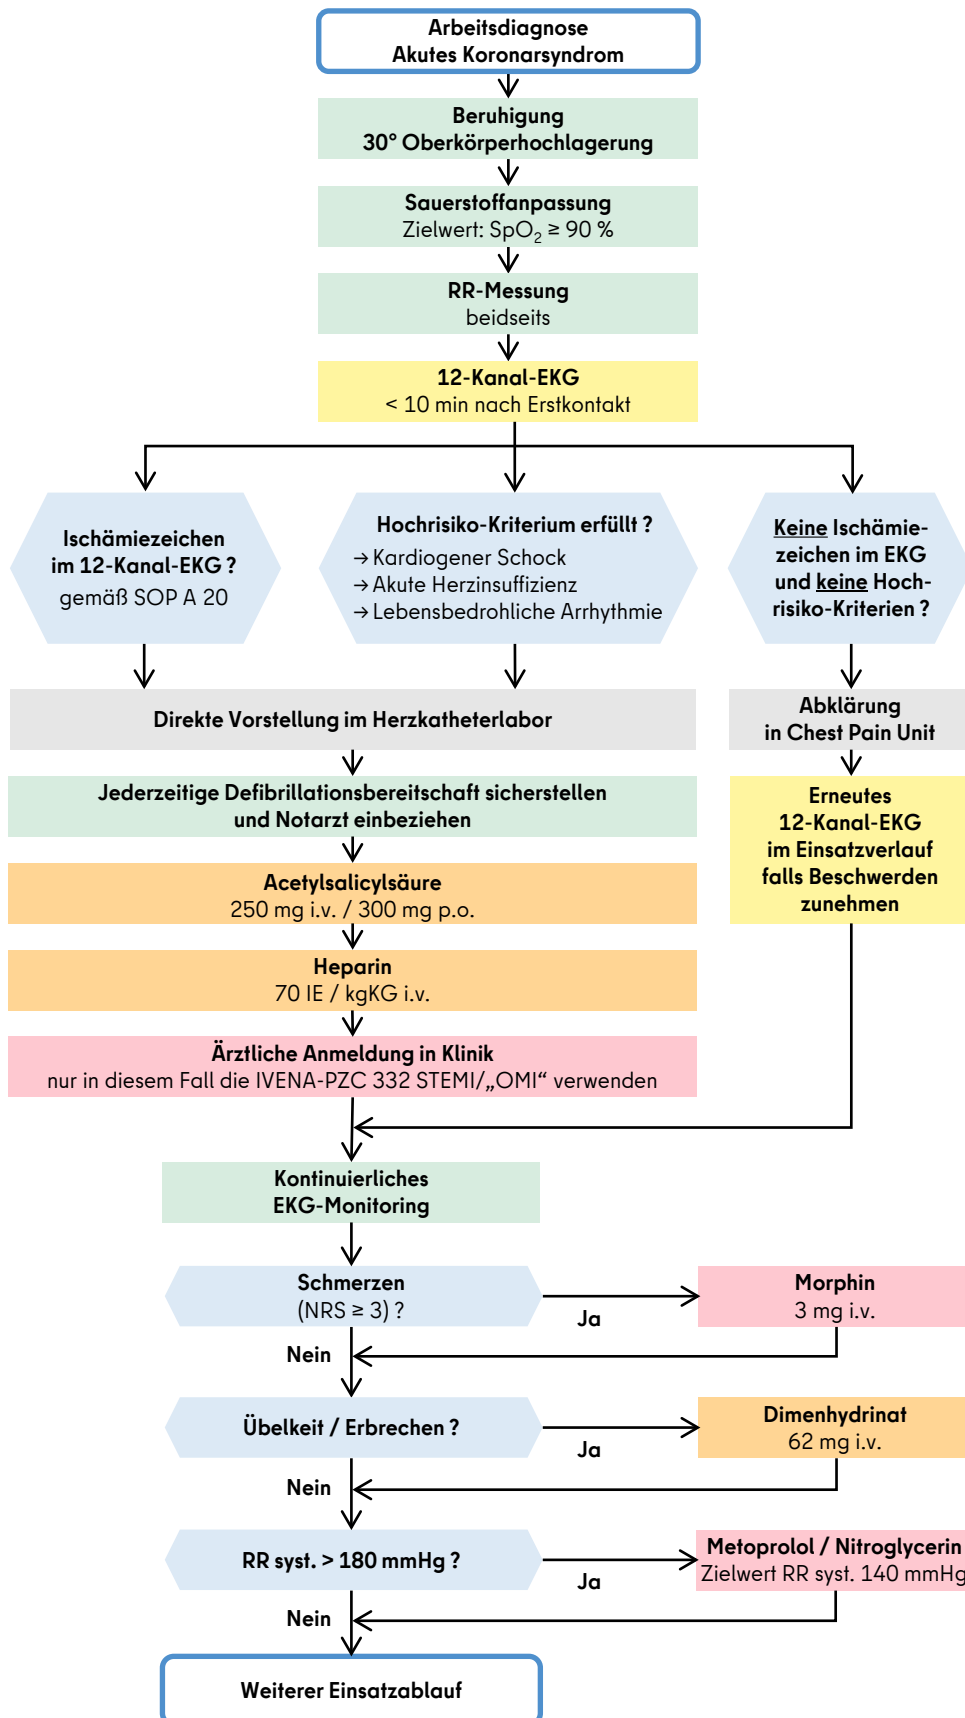 Arbeitsdiagnose
Akutes Koronarsyndrom
Beruhigung
30° Oberkörperhochlagerung
Sauerstoffanpassung
Zielwert: SpO₂ ≥ 90 %
RR-Messung
beidseits
12-Kanal-EKG
< 10 min nach Erstkontakt
Ischämiezeichen
im 12-Kanal-EKG ?
gemäß SOP A 20
Hochrisiko-Kriterium erfüllt ?
→ Kardiogener Schock
→ Akute Herzinsuffizienz
→ Lebensbedrohliche Arrhythmie
Keine Ischämie-
zeichen im EKG
und keine Hoch-
risiko-Kriterien ?
Direkte Vorstellung im Herzkatheterlabor
Abklärung
in Chest Pain Unit
Jederzeitige Defibrillationsbereitschaft sicherstellen
und Notarzt einbeziehen
Erneutes
12-Kanal-EKG
im Einsatzverlauf
falls Beschwerden
zunehmen
Acetylsalicylsäure
250 mg i.v. / 300 mg p.o.
Heparin
70 IE / kgKG i.v.
Ärztliche Anmeldung in Klinik
nur in diesem Fall die IVENA-PZC 332 STEMI/„OMI“ verwenden
Kontinuierliches
EKG-Monitoring
Schmerzen
(NRS ≥ 3) ?
Ja
Morphin
3 mg i.v.
Nein
Übelkeit / Erbrechen ?
Ja
Dimenhydrinat
62 mg i.v.
Nein
RR syst. > 180 mmHg ?
Ja
Metoprolol / Nitroglycerin
Zielwert RR syst. 140 mmHg
Nein
Weiterer Einsatzablauf